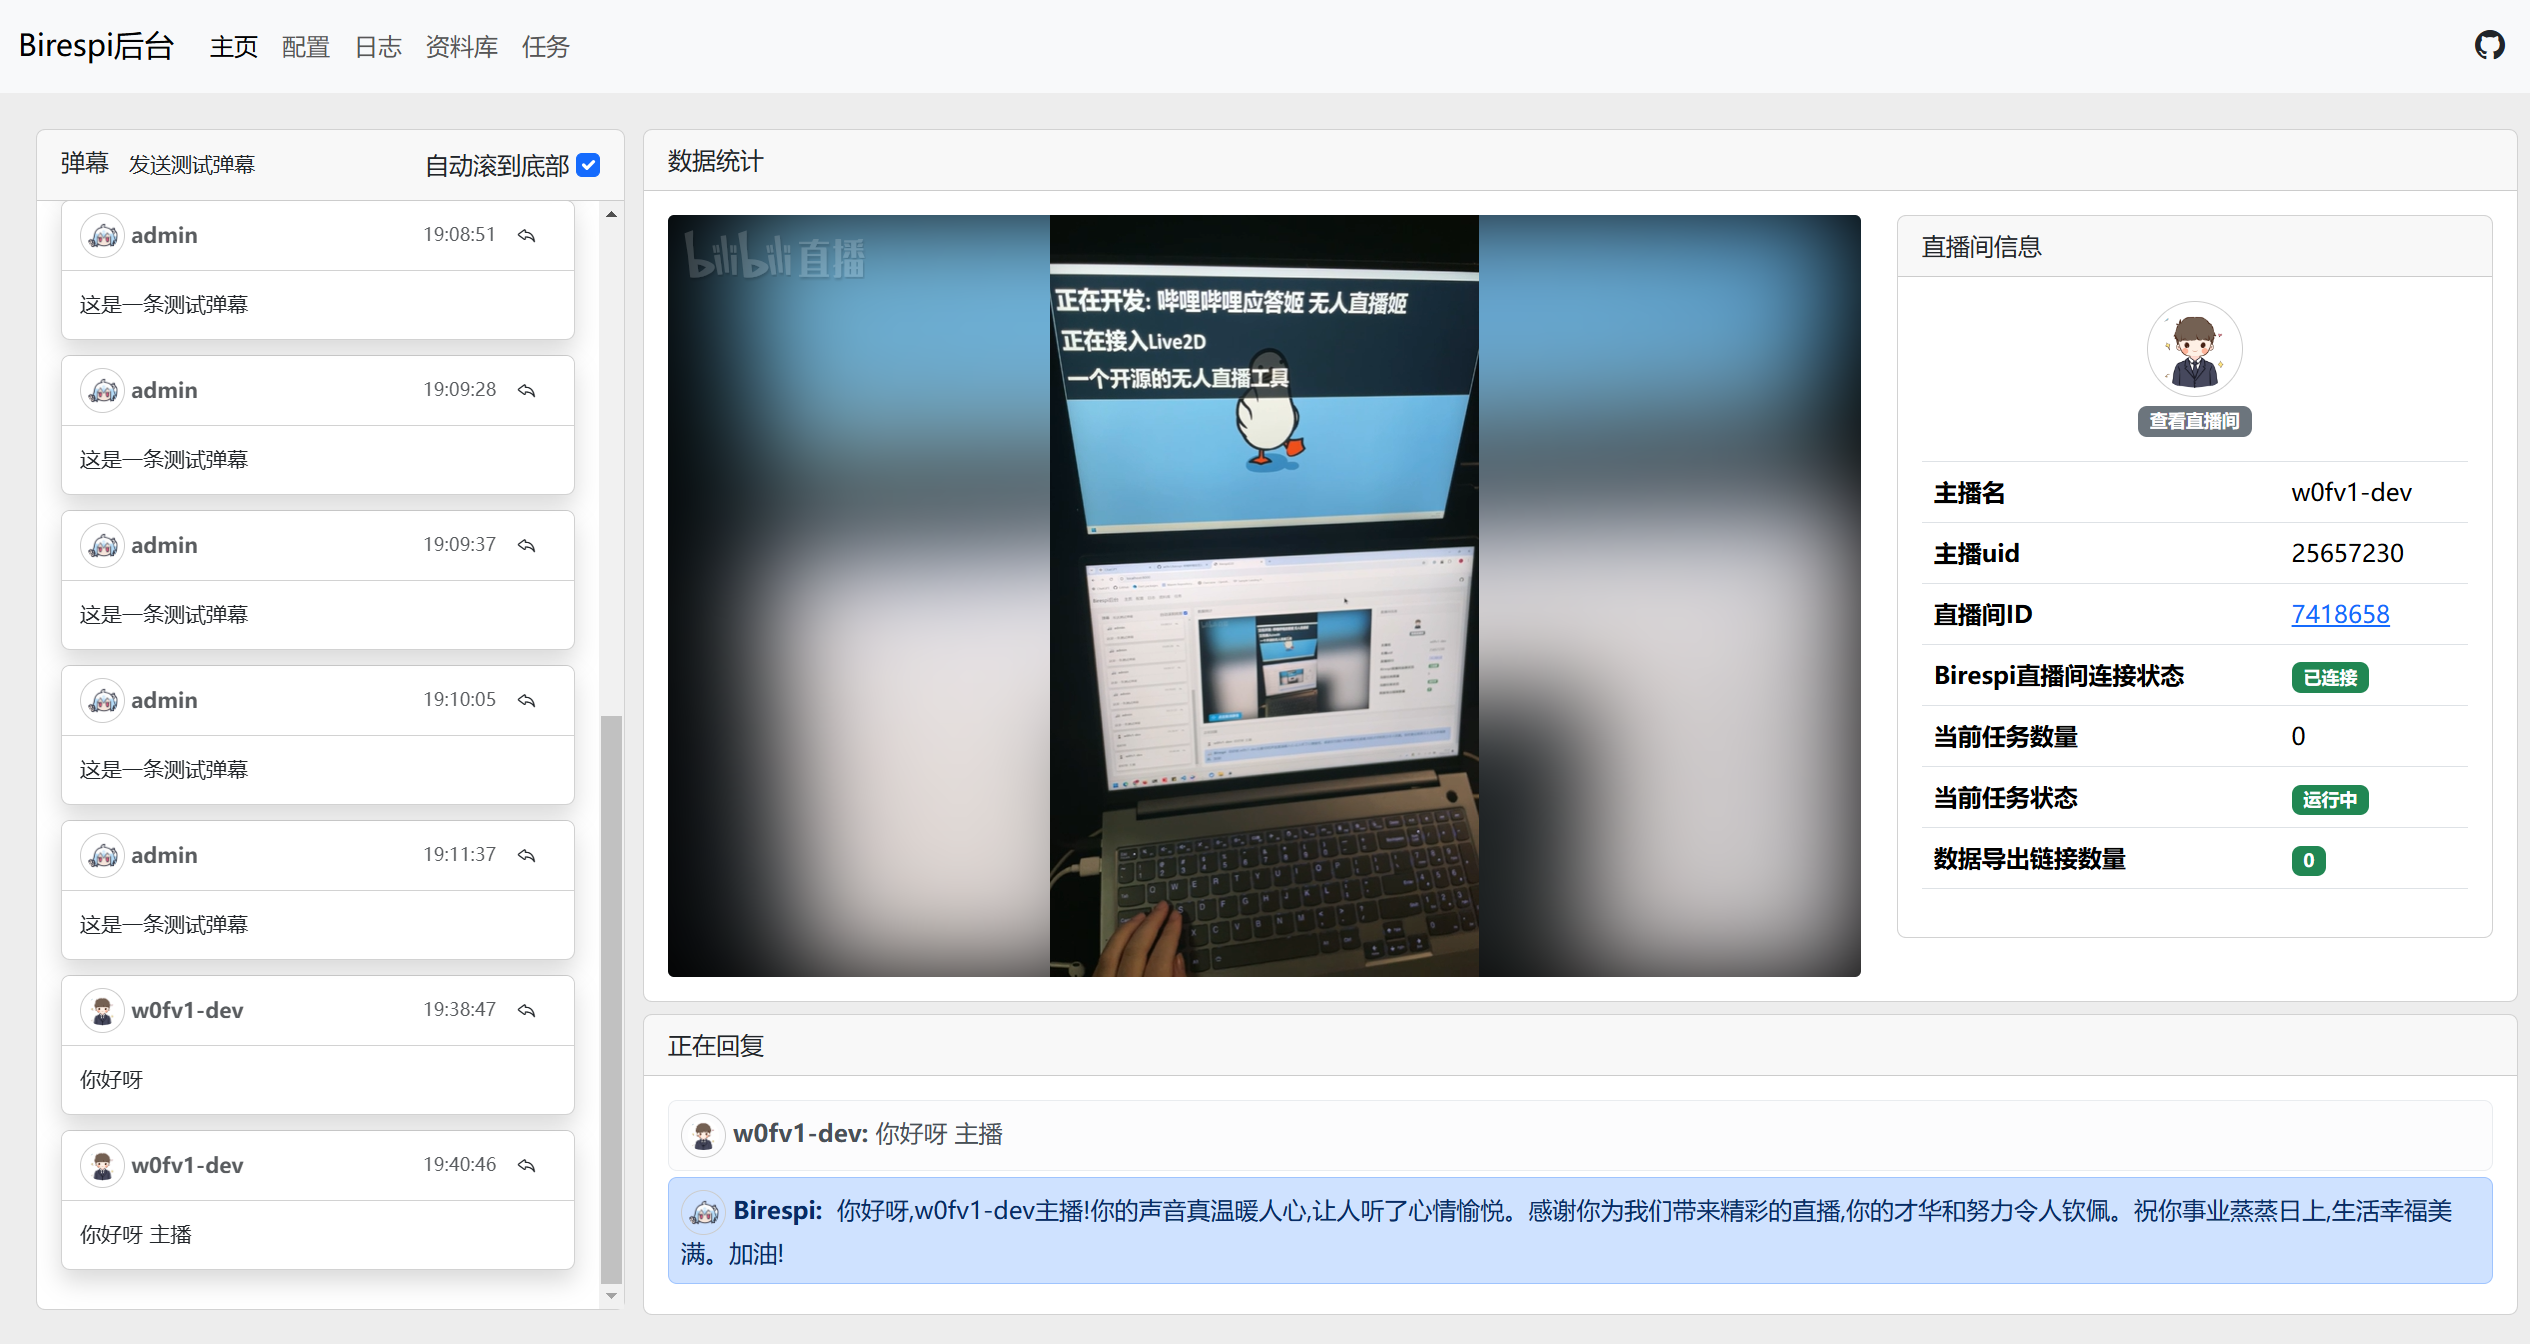 Birespi后台 主页 配置 日志 资料库 任务
弹幕 发送测试弹幕 自动滚到底部
admin 19:08:51
这是一条测试弹幕
admin 19:09:28
这是一条测试弹幕
admin 19:09:37
这是一条测试弹幕
admin 19:10:05
这是一条测试弹幕
admin 19:11:37
这是一条测试弹幕
w0fv1-dev 19:38:47
你好呀
w0fv1-dev 19:40:46
你好呀 主播
数据统计
bilibili直播
正在开发: 哔哩哔哩应答姬 无人直播姬
正在接入Live2D
一个开源的无人直播工具
直播间信息
查看直播间
主播名 w0fv1-dev
主播uid 25657230
直播间ID 7418658
Birespi直播间连接状态 已连接
当前任务数量 0
当前任务状态 运行中
数据导出链接数量 0
正在回复
w0fv1-dev: 你好呀 主播
Birespi: 你好呀,w0fv1-dev主播!你的声音真温暖人心,让人听了心情愉悦。感谢你为我们带来精彩的直播,你的才华和努力令人钦佩。祝你事业蒸蒸日上,生活幸福美
满。加油!